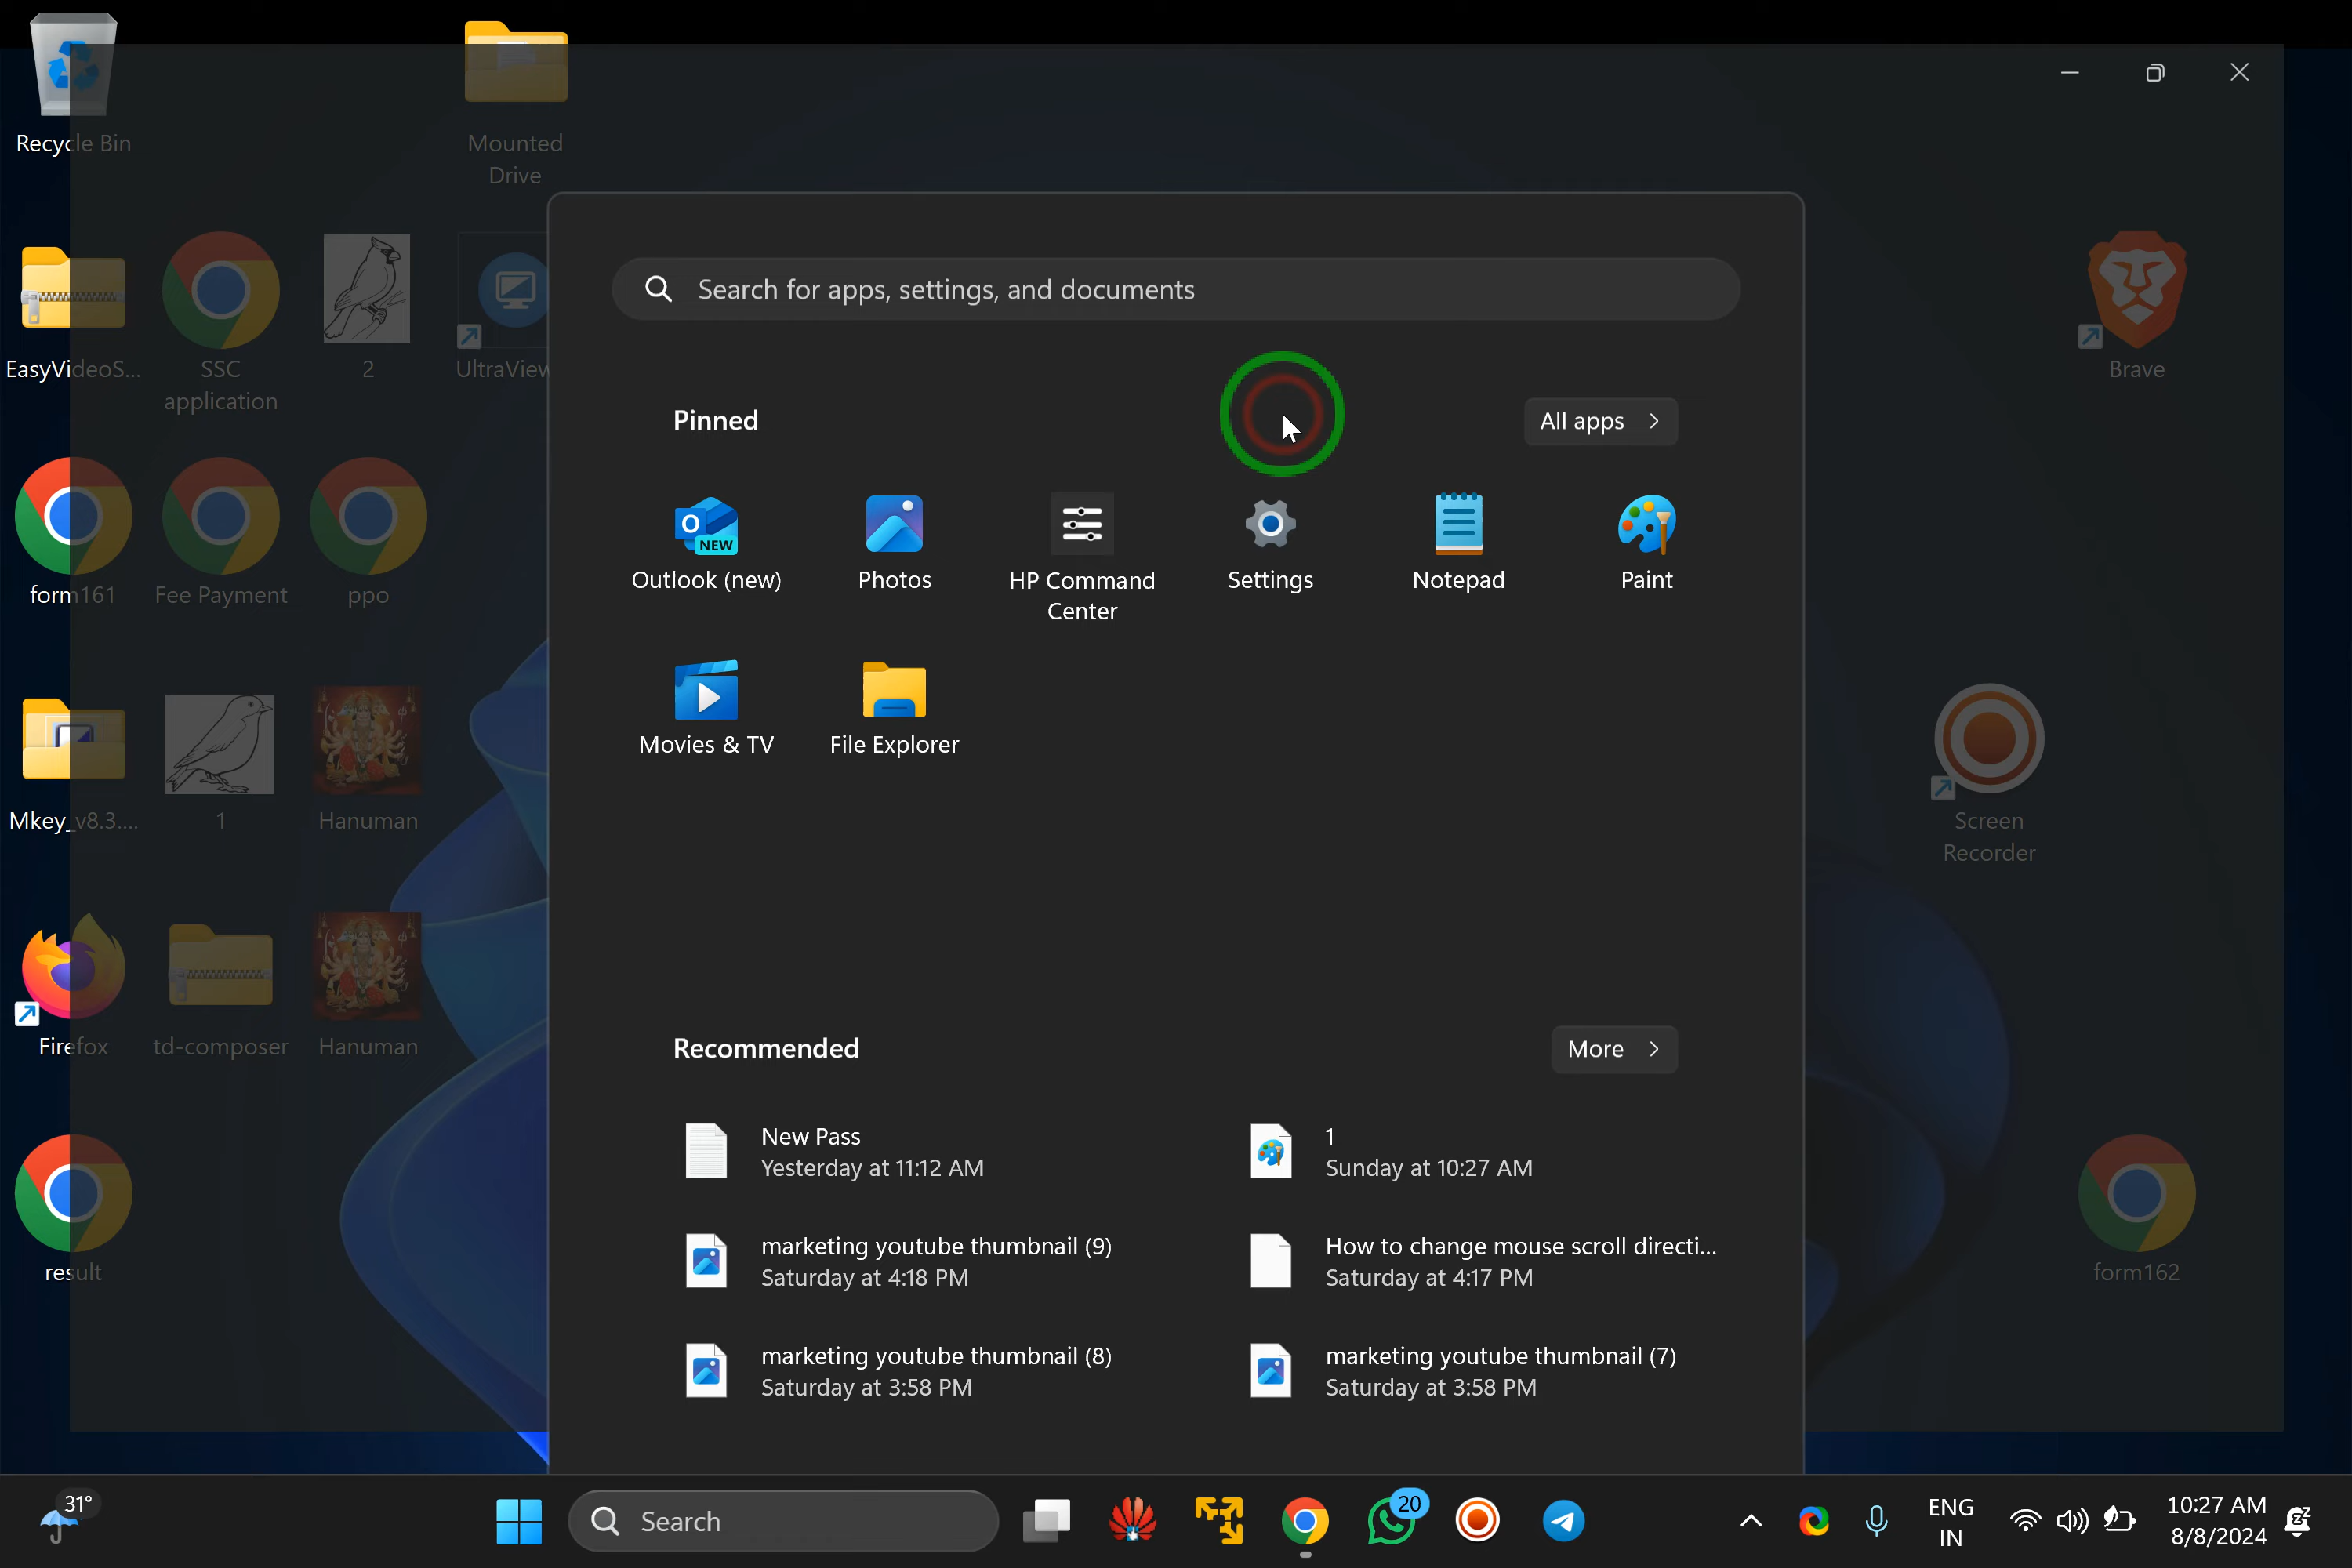 Recycle Bin
Mounted
Drive
EasyVideoS...
SSC
application
2
UltraView
Brave
form161
Fee Payment
ppo
Mkey_v8.3....
1
Hanuman
Screen
Recorder
Firefox
td-composer
Hanuman
result
form162
Search for apps, settings, and documents
Pinned
All apps
O
NEW
Outlook (new)
Photos
HP Command
Center
Settings
Notepad
Paint
Movies & TV
File Explorer
Recommended
More
New Pass
Yesterday at 11:12 AM
1
Sunday at 10:27 AM
marketing youtube thumbnail (9)
Saturday at 4:18 PM
How to change mouse scroll directi...
Saturday at 4:17 PM
marketing youtube thumbnail (8)
Saturday at 3:58 PM
marketing youtube thumbnail (7)
Saturday at 3:58 PM
31°
Search
20
ENG
IN
10:27 AM
8/8/2024